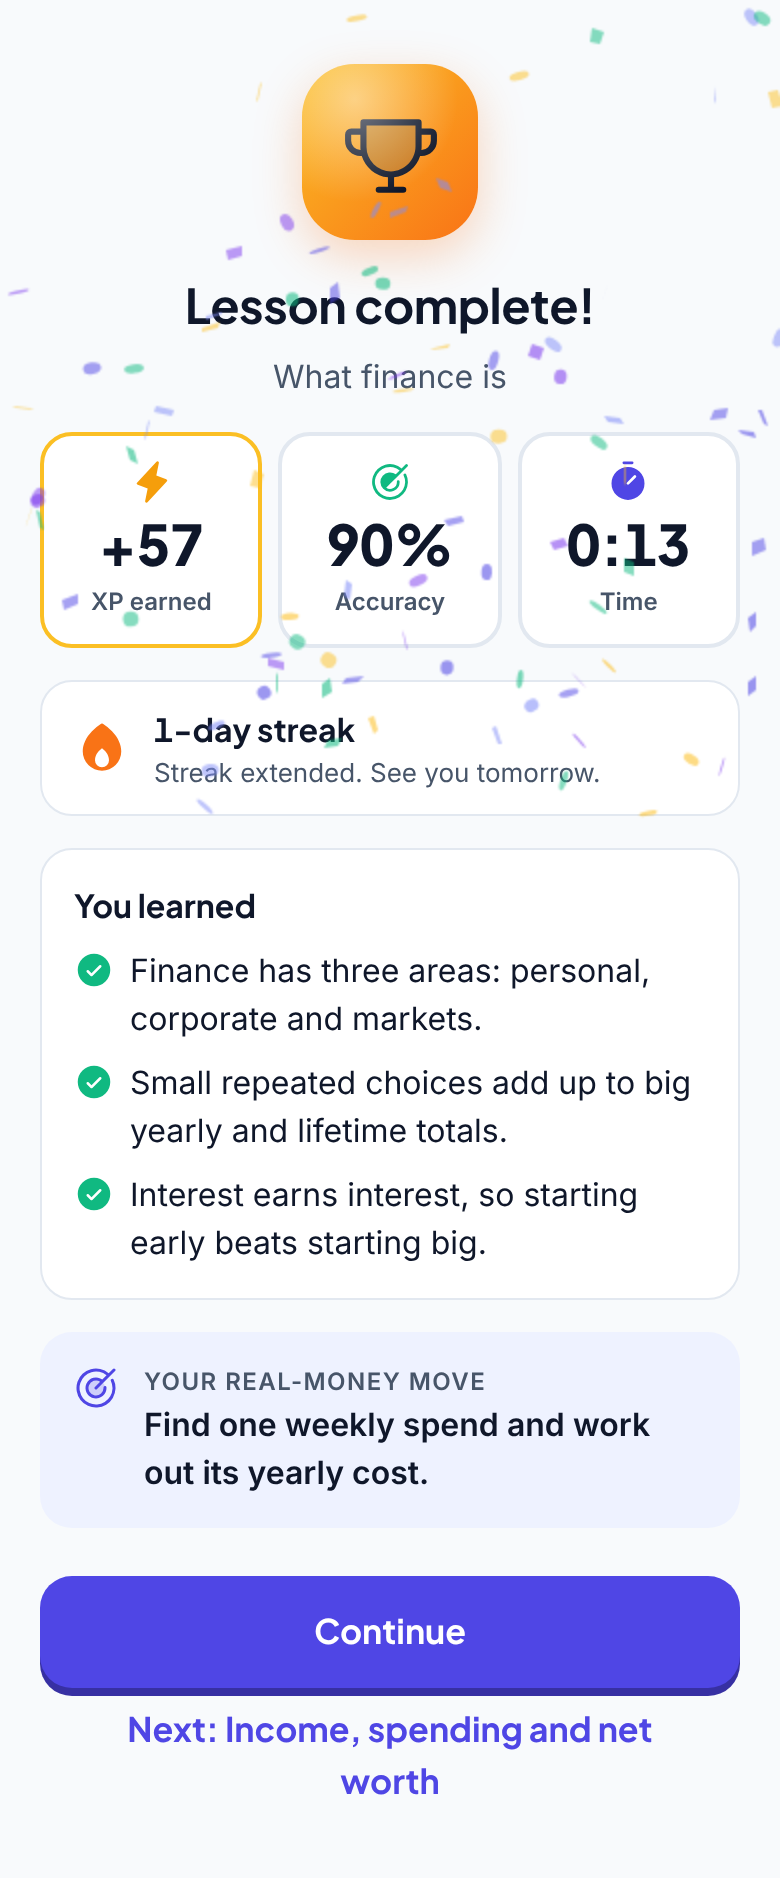 Lesson complete!
What finance is
+57
XP earned
90%
Accuracy
0:13
Time
1-day streak
Streak extended. See you tomorrow.
You learned
Finance has three areas: personal,
corporate and markets.
Small repeated choices add up to big
yearly and lifetime totals.
Interest earns interest, so starting
early beats starting big.
YOUR REAL-MONEY MOVE
Find one weekly spend and work
out its yearly cost.
Continue
Next: Income, spending and net
worth